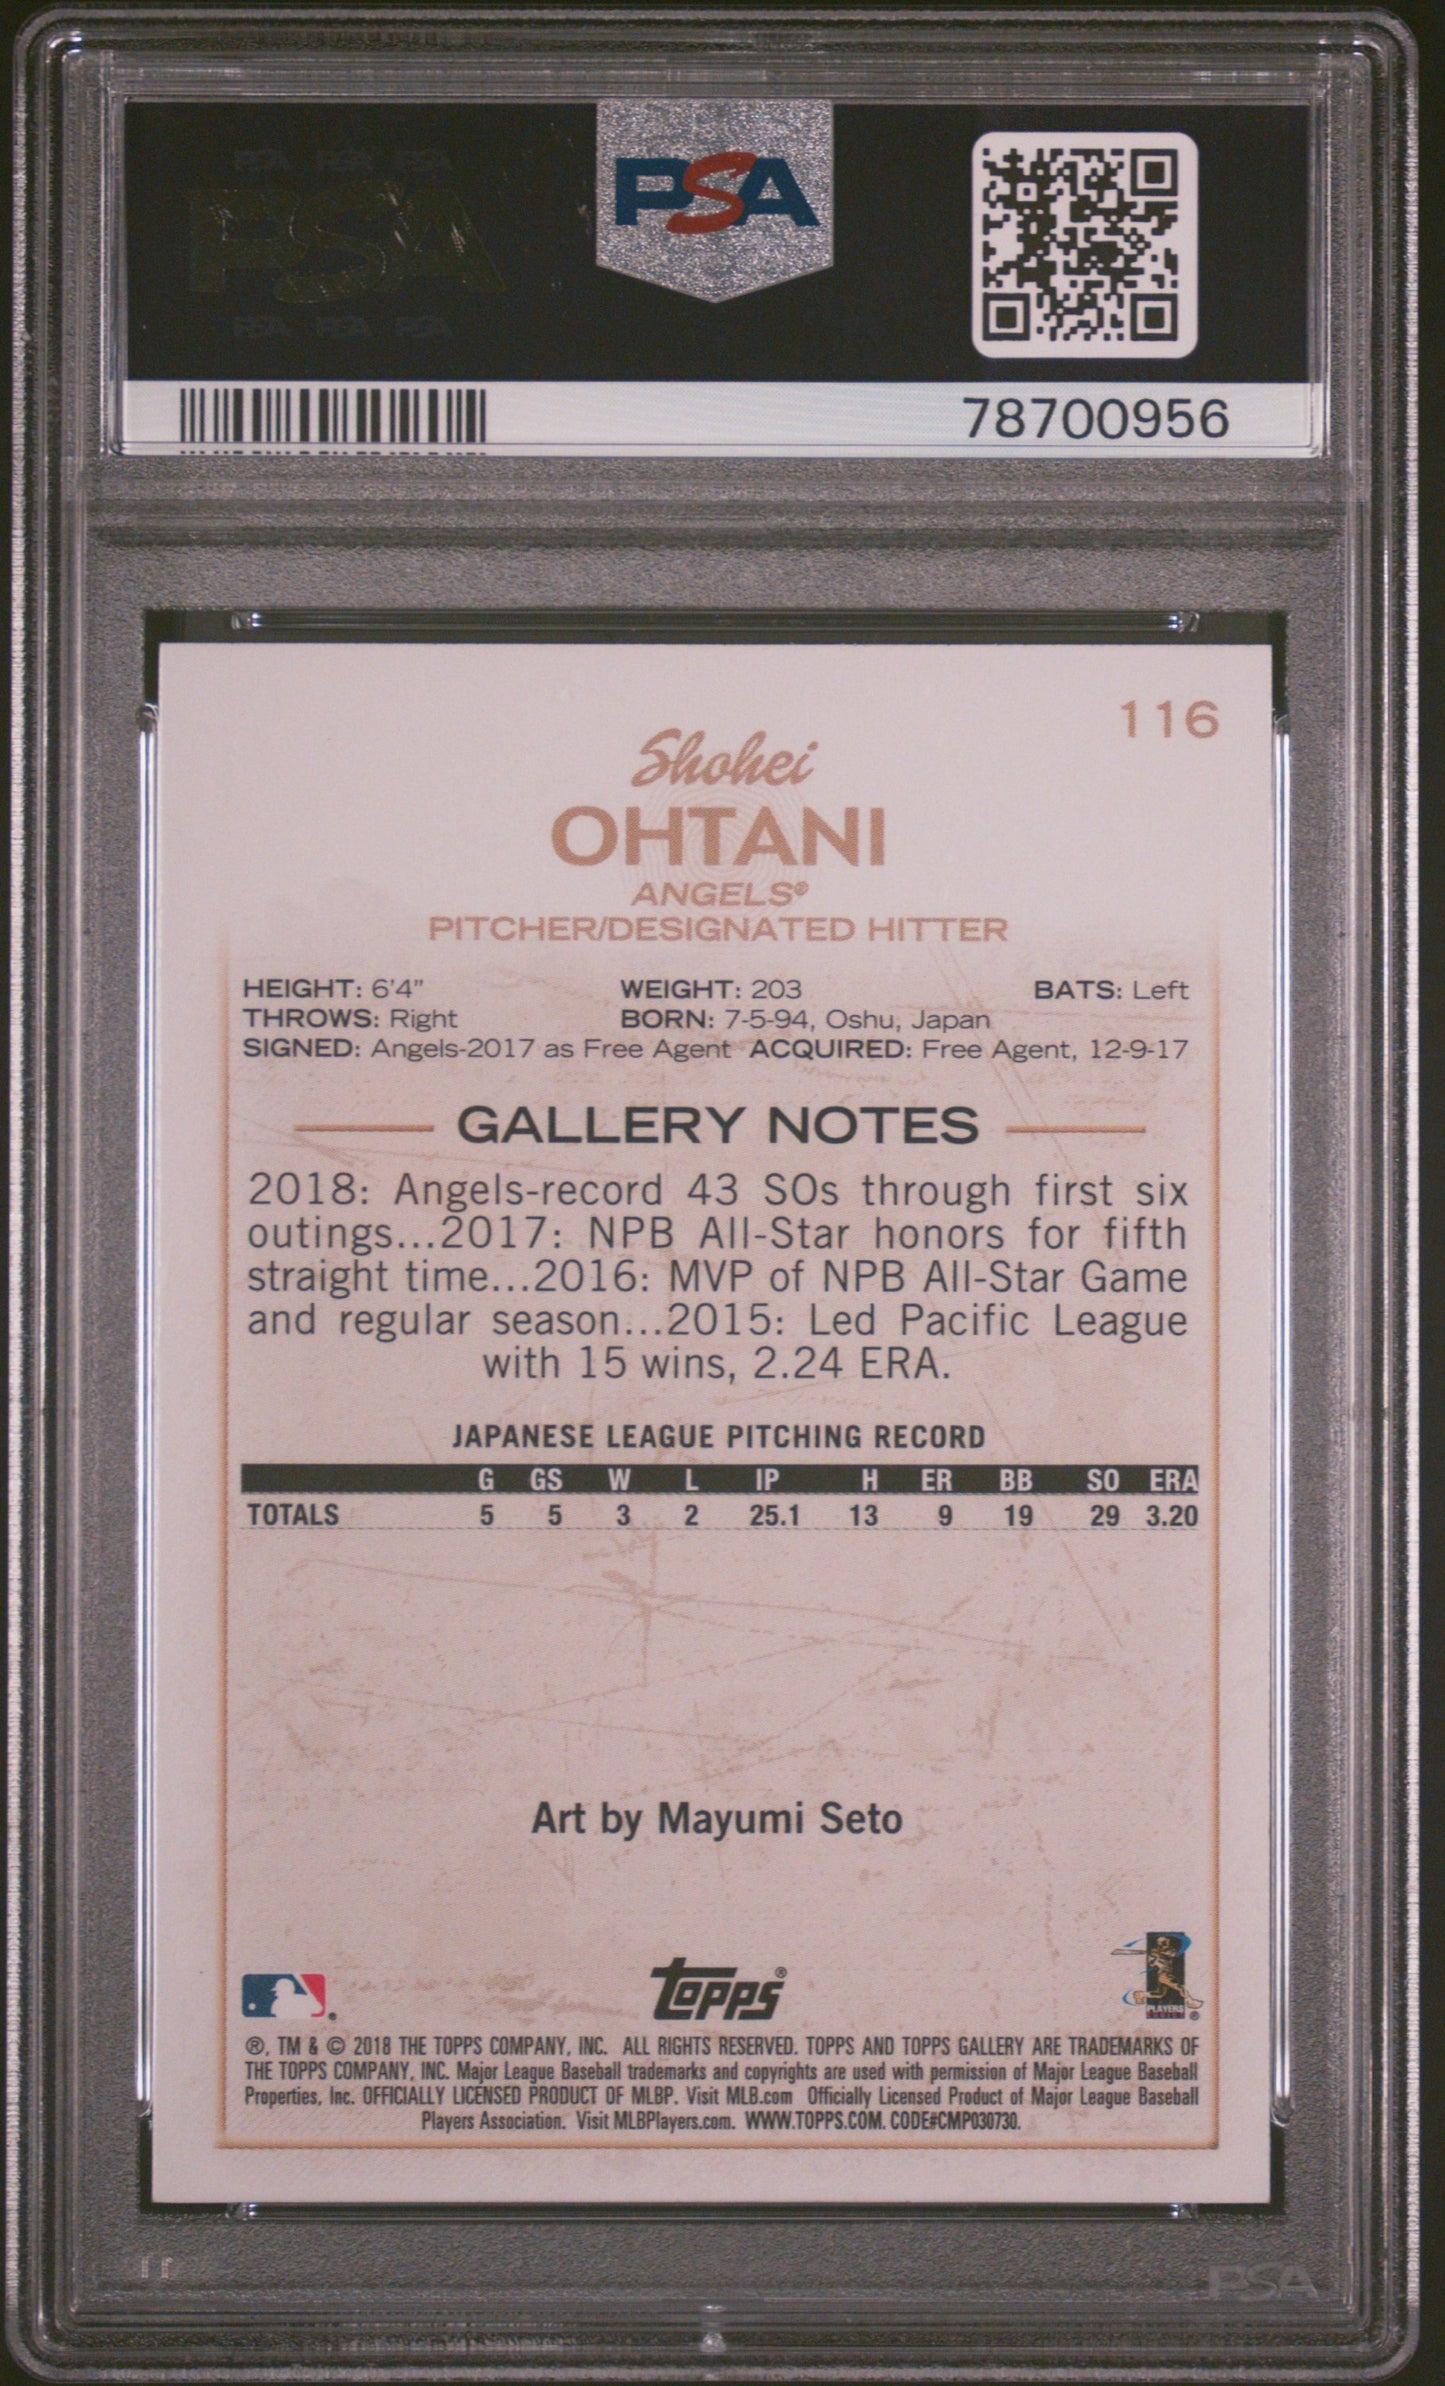 PSA PSA PSA
PSA
PSA PSA PSA
PSA
78700956
116
Shohei
OHTANI
ANGELS®
PITCHER/DESIGNATED HITTER
HEIGHT: 6'4" WEIGHT: 203 BATS: Left
THROWS: Right BORN: 7-5-94, Oshu, Japan
SIGNED: Angels-2017 as Free Agent ACQUIRED: Free Agent, 12-9-17
GALLERY NOTES
2018: Angels-record 43 SOs through first six
outings...2017: NPB All-Star honors for fifth
straight time...2016: MVP of NPB All-Star Game
and regular season...2015: Led Pacific League
with 15 wins, 2.24 ERA.
JAPANESE LEAGUE PITCHING RECORD
G GS W L IP H ER BB SO ERA
TOTALS 5 5 3 2 25.1 13 9 19 29 3.20
Art by Mayumi Seto
®
TOPPS®
PLAYERS
®
®, TM & © 2018 THE TOPPS COMPANY, INC. ALL RIGHTS RESERVED. TOPPS AND TOPPS GALLERY ARE TRADEMARKS OF
THE TOPPS COMPANY, INC. Major League Baseball trademarks and copyrights are used with permission of Major League Baseball
Properties, Inc. OFFICIALLY LICENSED PRODUCT OF MLBP. Visit MLB.com Officially Licensed Product of Major League Baseball
Players Association. Visit MLBPlayers.com. WWW.TOPPS.COM. CODE#CMP030730.
PSA